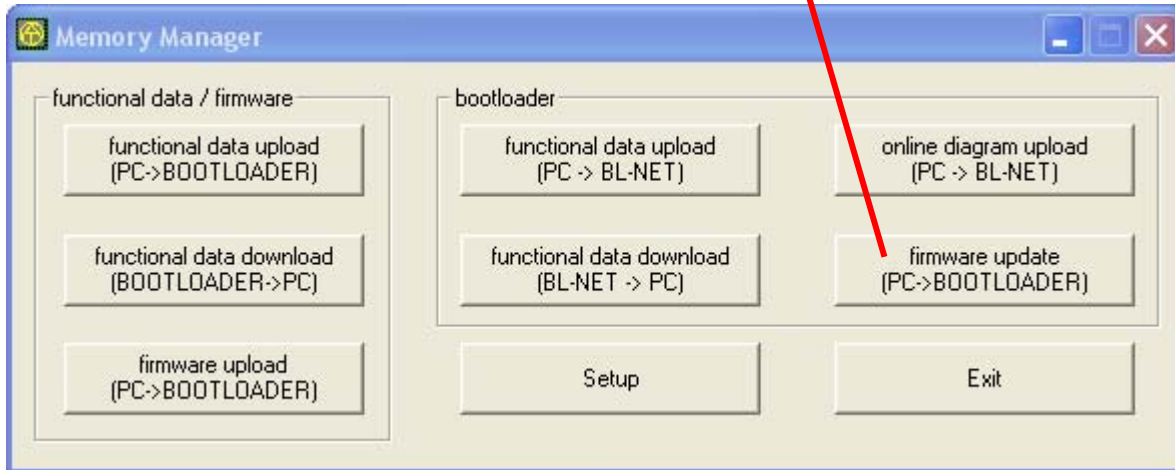 Memory Manager
functional data / firmware
functional data upload
(PC->BOOTLOADER)
functional data download
(BOOTLOADER->PC)
firmware upload
(PC->BOOTLOADER)
bootloader
functional data upload
(PC -> BL-NET)
online diagram upload
(PC -> BL-NET)
functional data download
(BL-NET -> PC)
firmware update
(PC->BOOTLOADER)
Setup
Exit